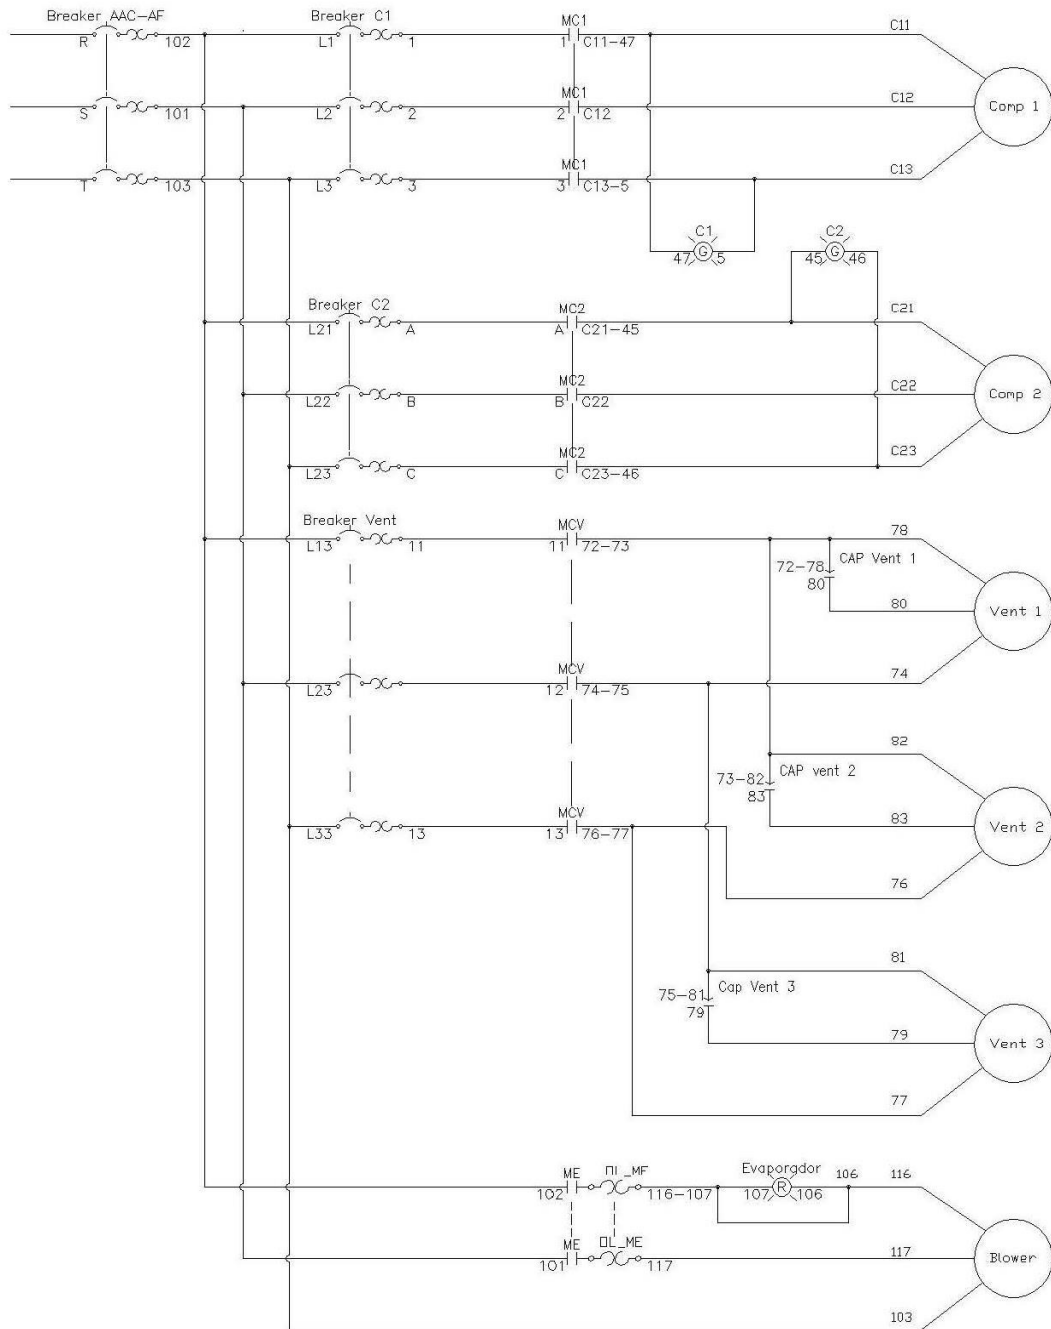 Breaker AAC-AF
Breaker C1
MC1
C11
R
102
L1
1
1
C11-47
MC1
C12
Comp 1
S
101
L2
2
2
C12
MC1
C13
T
103
L3
3
3
C13-5
C1
C2
47
G
5
45
G
46
Breaker C2
MC2
C21
L21
A
A
C21-45
MC2
C22
Comp 2
L22
B
B
C22
MC2
C23
L23
C
C
C23-46
Breaker Vent
MCV
78
L13
11
11
72-73
CAP Vent 1
72-78
80
80
Vent 1
MCV
74
L23
12
74-75
82
CAP vent 2
73-82
83
MCV
83
Vent 2
L33
13
13
76-77
76
81
Cap Vent 3
75-81
79
79
Vent 3
77
ME
OL_ME
Evaporador
106
116
102
116-107
107
R
106
ME
OL_ME
117
Blower
101
117
103